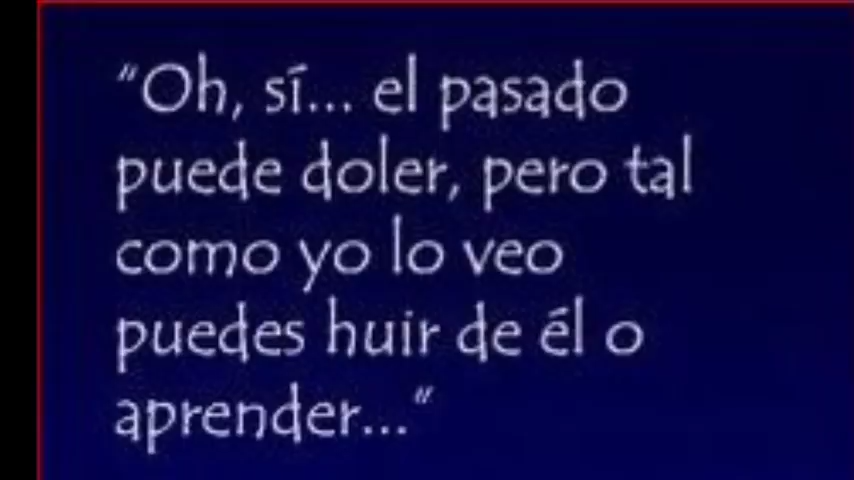 "Oh, sí... el pasado
puede doler, pero tal
como yo lo veo
puedes huir de él o
aprender..."